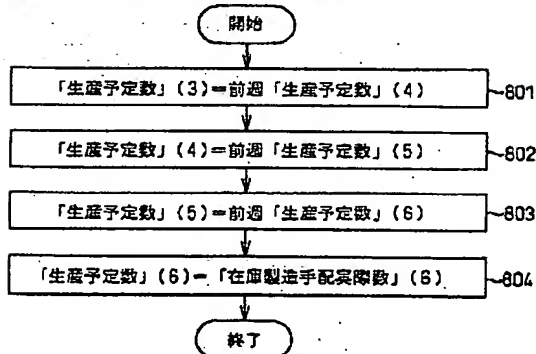 開始
「生産予定数」(3)=前週「生産予定数」(4)
801
「生産予定数」(4)=前週「生産予定数」(5)
802
「生産予定数」(5)=前週「生産予定数」(6)
803
「生産予定数」(6)=「在庫製造手配実際数」(6)
804
終了